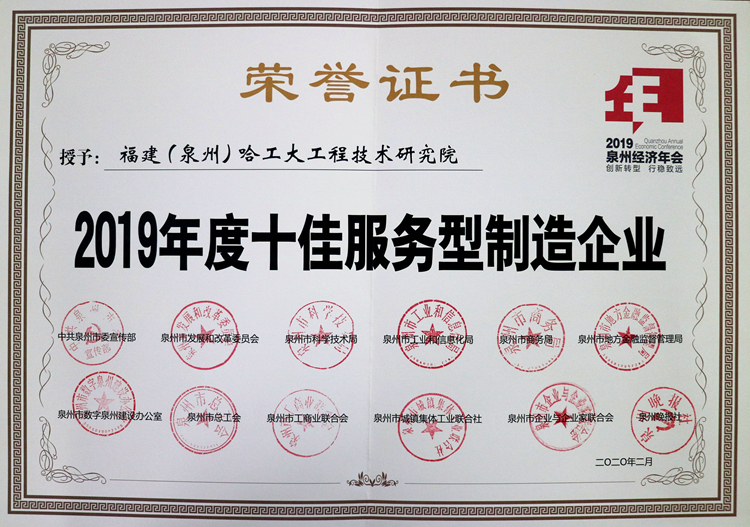 荣誉证书
2019
Quanzhou Annual
Economic Conference
泉州经济年会
创新转型 行稳致远
授予：福建（泉州）哈工大工程技术研究院
2019年度十佳服务型制造企业
中共泉州市委宣传部 泉州市发展和改革委员会 泉州市科学技术局 泉州市工业和信息化局 泉州市商务局 泉州市地方金融监督管理局
泉州市数字泉州建设办公室 泉州市总工会 泉州市工商业联合会 泉州市城镇集体工业联合社 泉州市企业与企业家联合会 泉州晚报社
二〇二〇年二月